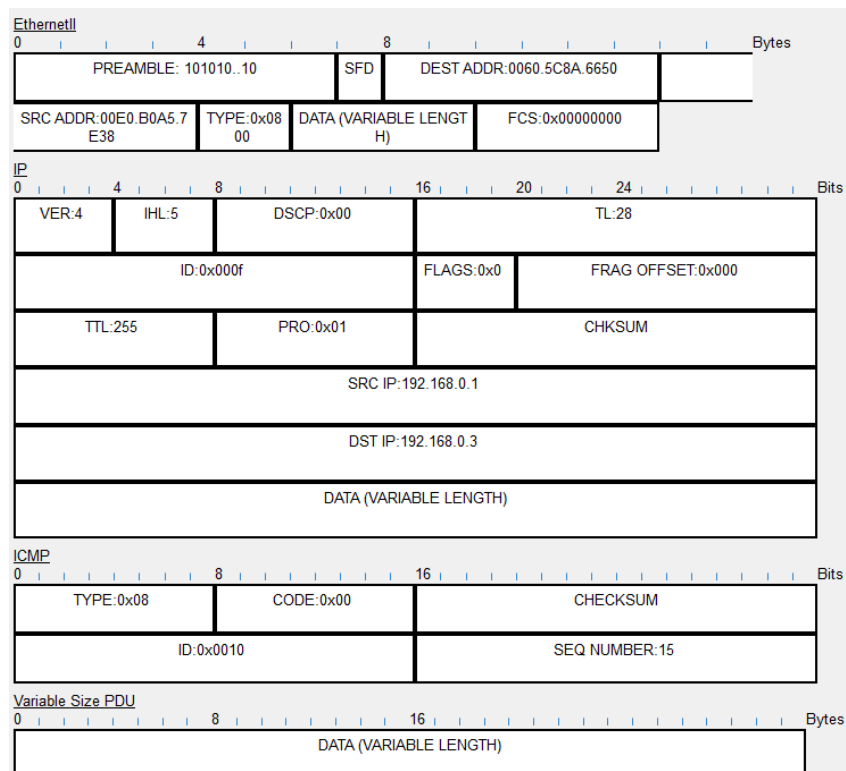 EthernetII
0 4 8 Bytes
PREAMBLE: 101010..10 SFD DEST ADDR:0060.5C8A.6650
SRC ADDR:00E0.B0A5.7 TYPE:0x08 DATA (VARIABLE LENGT FCS:0x00000000
E38 00 H)
IP
0 4 8 16 20 24 Bits
VER:4 IHL:5 DSCP:0x00 TL:28
ID:0x000f FLAGS:0x0 FRAG OFFSET:0x000
TTL:255 PRO:0x01 CHKSUM
SRC IP:192.168.0.1
DST IP:192.168.0.3
DATA (VARIABLE LENGTH)
ICMP
0 8 16 Bits
TYPE:0x08 CODE:0x00 CHECKSUM
ID:0x0010 SEQ NUMBER:15
Variable Size PDU
0 8 16 Bytes
DATA (VARIABLE LENGTH)